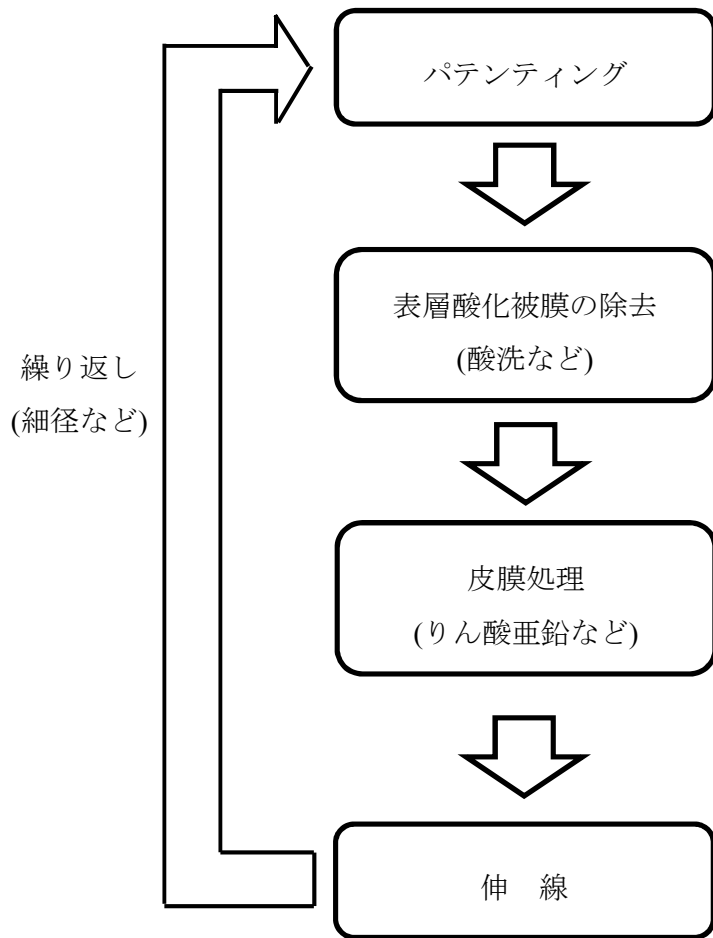 パテンティング
表層酸化被膜の除去
(酸洗など)
繰り返し
(細径など)
皮膜処理
(りん酸亜鉛など)
伸　線